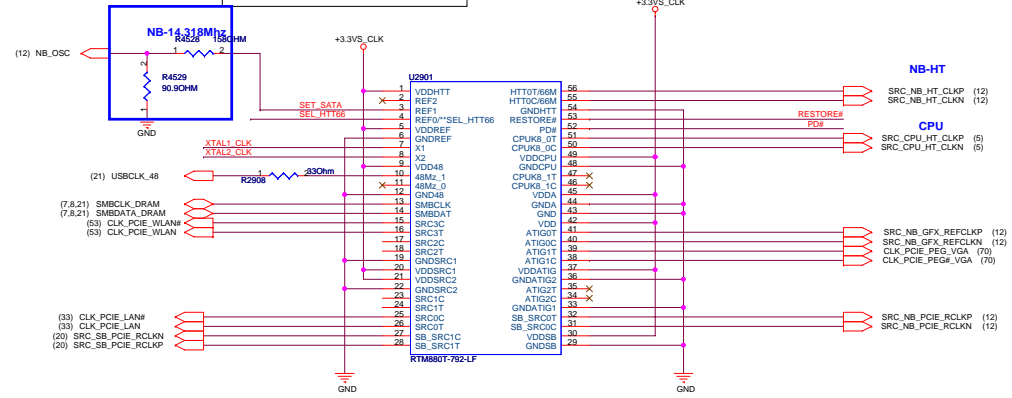 +3.3VS_CLK
NB-14.318Mhz
R4528 158OHM
1 2
(12) NB_OSC
+3.3VS_CLK
2
R4529
90.9OHM
1
GND
NB-HT
U2901
1 VDDHTT HTT0T/66M 56 SRC_NB_HT_CLKP (12)
2 REF2 HTT0C/66M 55 SRC_NB_HT_CLKN (12)
SET_SATA 3 REF1 GNDHTT 54
SEL_HTT66 4 REF0/**SEL_HTT66 RESTORE# 53 RESTORE#
5 VDDREF PD# 52 PD#
CPU
6 GNDREF CPUK8_0T 51 SRC_CPU_HT_CLKP (5)
XTAL1_CLK 7 X1 CPUK8_0C 50 SRC_CPU_HT_CLKN (5)
XTAL2_CLK 8 X2 VDDCPU 49
9 VDD48 GNDCPU 48
(21) USBCLK_48 1 R2908 2 33Ohm 10 48Mz_1 CPUK8_1T 47
11 48Mz_0 CPUK8_1C 46
12 GND48 VDDA 45
(7,8,21) SMBCLK_DRAM 13 SMBCLK GNDA 44
(7,8,21) SMBDATA_DRAM 14 SMBDAT GND 43
(53) CLK_PCIE_WLAN# 15 SRC3C VDD 42
(53) CLK_PCIE_WLAN 16 SRC3T ATIG0T 41 SRC_NB_GFX_REFCLKP (12)
17 SRC2C ATIG0C 40 SRC_NB_GFX_REFCLKN (12)
18 SRC2T ATIG1T 39 CLK_PCIE_PEG_VGA (70)
19 GNDSRC1 ATIG1C 38 CLK_PCIE_PEG#_VGA (70)
20 VDDSRC1 VDDATIG 37
21 VDDSRC2 GNDATIG2 36
22 GNDSRC2 ATIG2T 35
23 SRC1C ATIG2C 34
24 SRC1T GNDATIG1 33
(33) CLK_PCIE_LAN# 25 SRC0C SB_SRC0T 32 SRC_NB_PCIE_RCLKP (12)
(33) CLK_PCIE_LAN 26 SRC0T SB_SRC0C 31 SRC_NB_PCIE_RCLKN (12)
(20) SRC_SB_PCIE_RCLKN 27 SB_SRC1C VDDSB 30
(20) SRC_SB_PCIE_RCLKP 28 SB_SRC1T GNDSB 29
RTM880T-792-LF
GND GND